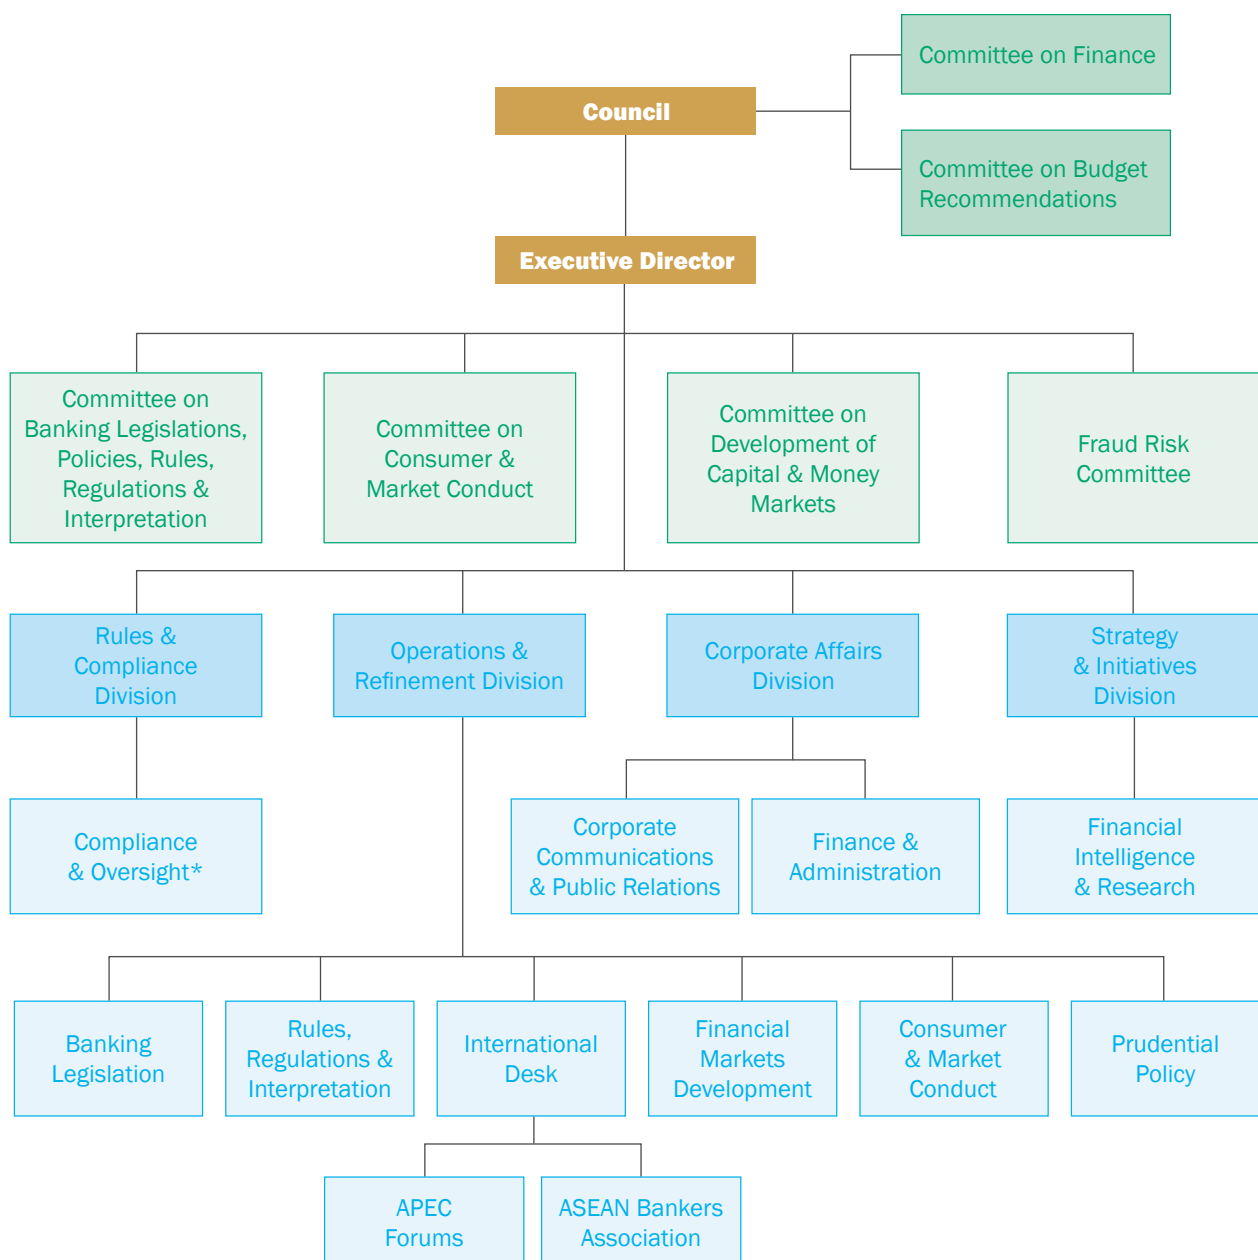 Committee on Finance
Council
Committee on Budget
Recommendations
Executive Director
Committee on
Banking Legislations,
Policies, Rules,
Regulations &
Interpretation
Committee on
Consumer &
Market Conduct
Committee on
Development of
Capital & Money
Markets
Fraud Risk
Committee
Rules &
Compliance
Division
Operations &
Refinement Division
Corporate Affairs
Division
Strategy
& Initiatives
Division
Compliance
& Oversight*
Corporate
Communications
& Public Relations
Finance &
Administration
Financial
Intelligence
& Research
Banking
Legislation
Rules,
Regulations &
Interpretation
International
Desk
Financial
Markets
Development
Consumer
& Market
Conduct
Prudential
Policy
APEC
Forums
ASEAN Bankers
Association